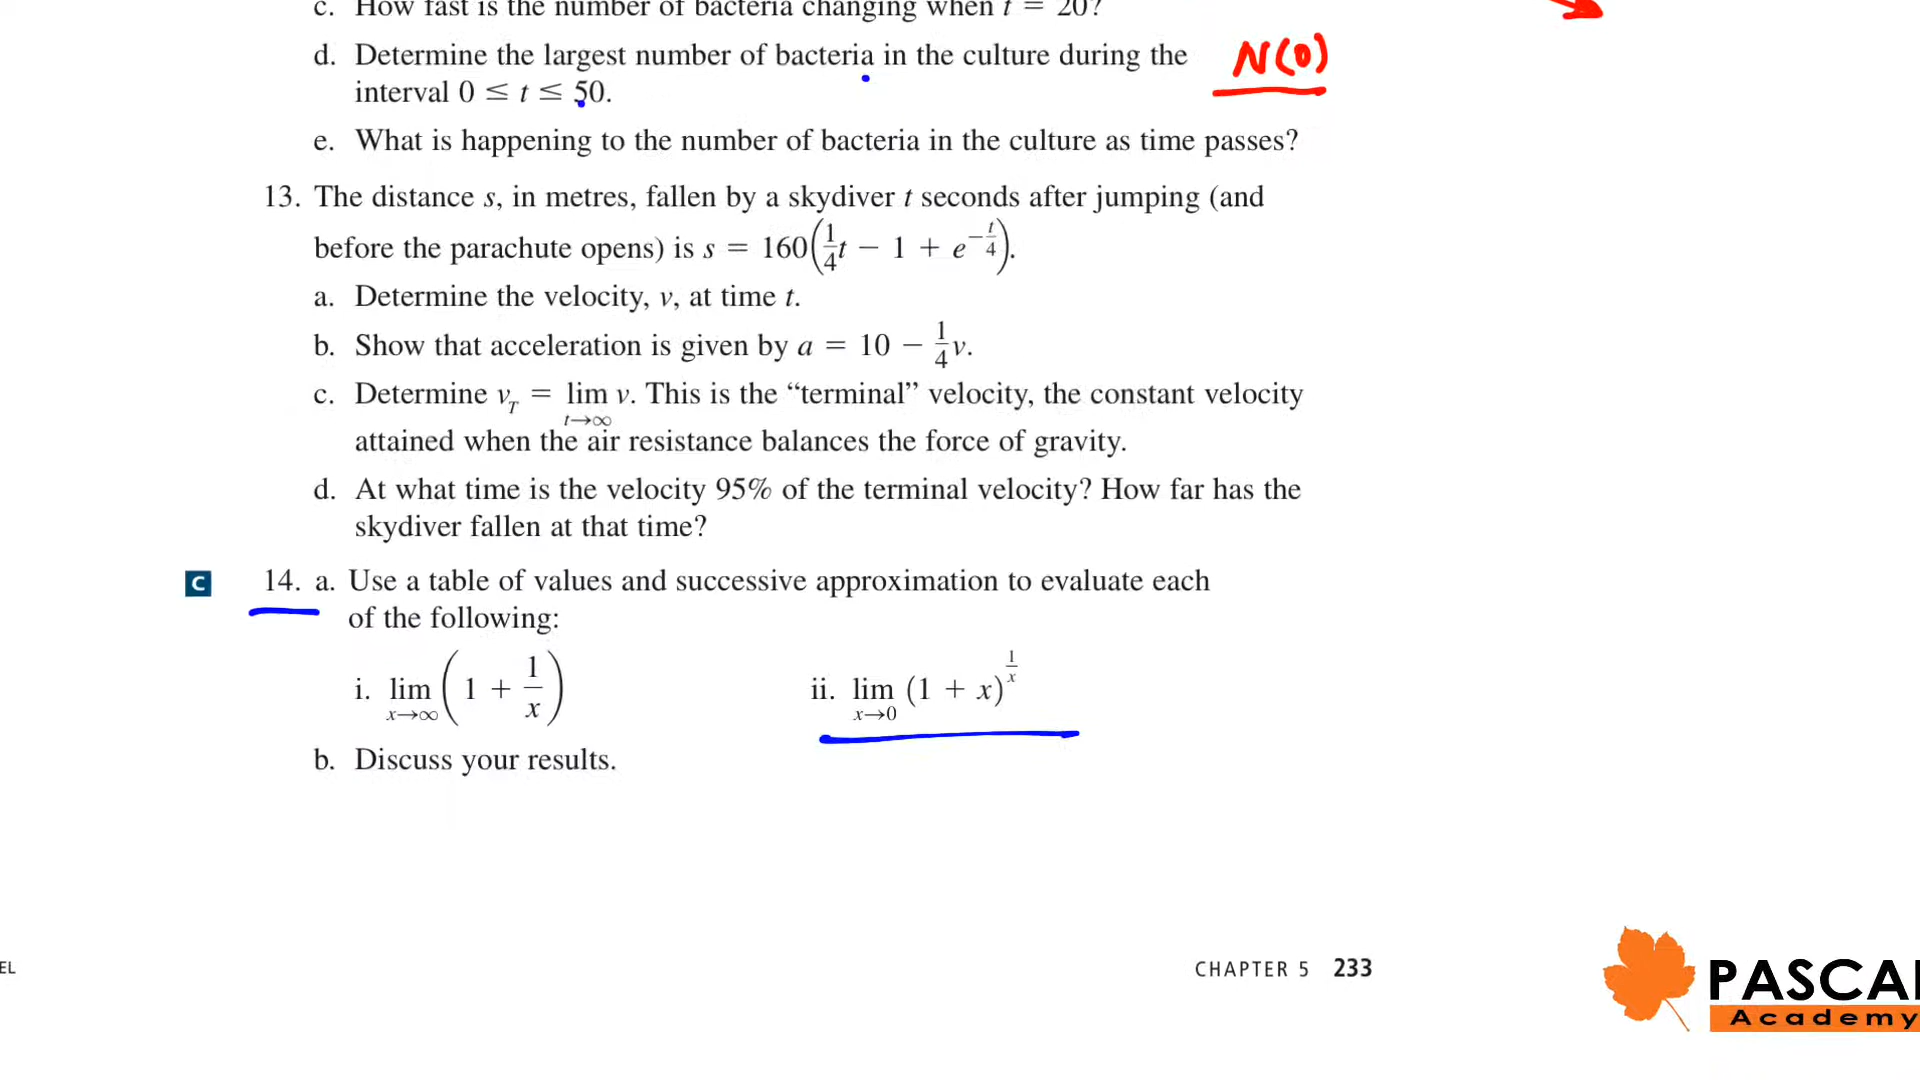 c. How fast is the number of bacteria changing when t = 20?
d. Determine the largest number of bacteria in the culture during the
interval 0 ≤ t ≤ 50.
N(0)
e. What is happening to the number of bacteria in the culture as time passes?
13. The distance s, in metres, fallen by a skydiver t seconds after jumping (and
before the parachute opens) is s = 160(1/4 t − 1 + e^(−t/4)).
a. Determine the velocity, v, at time t.
b. Show that acceleration is given by a = 10 − 1/4 v.
c. Determine v_T = lim t→∞ v. This is the “terminal” velocity, the constant velocity
attained when the air resistance balances the force of gravity.
d. At what time is the velocity 95% of the terminal velocity? How far has the
skydiver fallen at that time?
C 14. a. Use a table of values and successive approximation to evaluate each
of the following:
i. lim x→∞ (1 + 1/x) ii. lim x→0 (1 + x)^(1/x)
b. Discuss your results.
EL CHAPTER 5 233
PASCAL
Academy